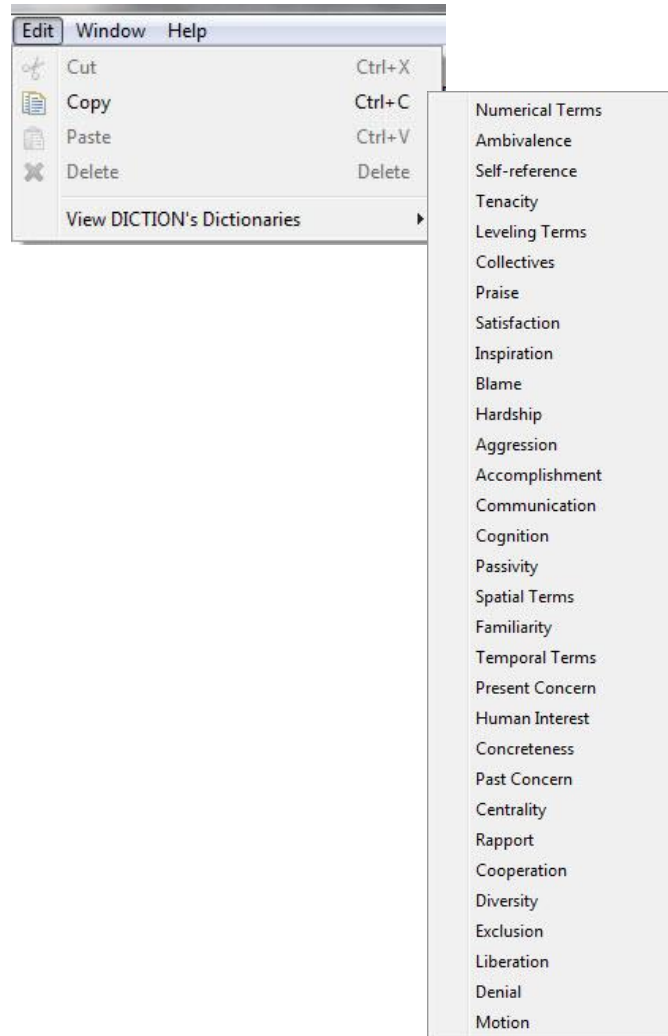 Edit Window Help
Cut Ctrl+X
Copy Ctrl+C
Paste Ctrl+V
Delete Delete
View DICTION's Dictionaries
Numerical Terms
Ambivalence
Self-reference
Tenacity
Leveling Terms
Collectives
Praise
Satisfaction
Inspiration
Blame
Hardship
Aggression
Accomplishment
Communication
Cognition
Passivity
Spatial Terms
Familiarity
Temporal Terms
Present Concern
Human Interest
Concreteness
Past Concern
Centrality
Rapport
Cooperation
Diversity
Exclusion
Liberation
Denial
Motion